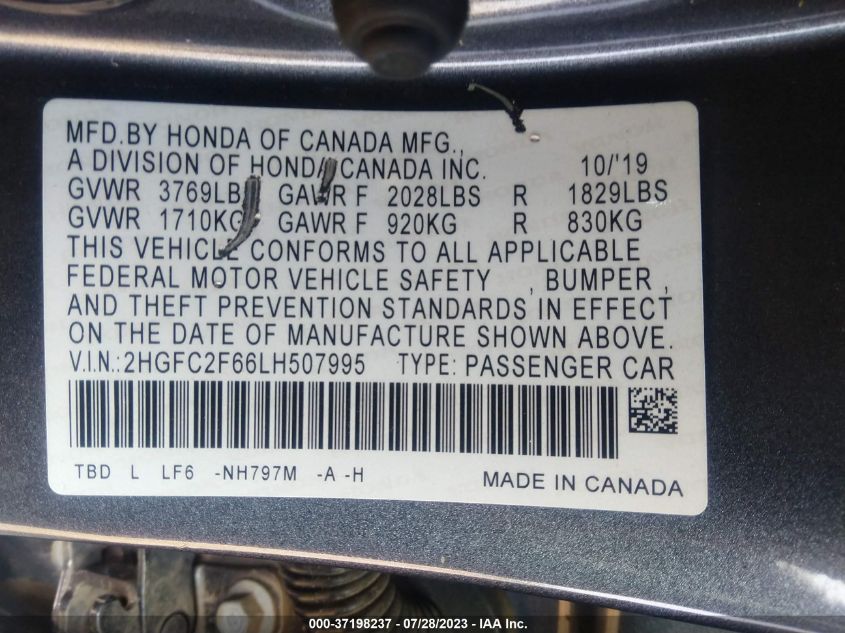 MFD.BY HONDA OF CANADA MFG.,
A DIVISION OF HONDA CANADA INC. 10/'19
GVWR 3769LBS GAWR F 2028LBS R 1829LBS
GVWR 1710KG GAWR F 920KG R 830KG
THIS VEHICLE CONFORMS TO ALL APPLICABLE
FEDERAL MOTOR VEHICLE SAFETY , BUMPER ,
AND THEFT PREVENTION STANDARDS IN EFFECT
ON THE DATE OF MANUFACTURE SHOWN ABOVE.
V.I.N.: 2HGFC2F66LH507995 TYPE: PASSENGER CAR
TBD L LF6 -NH797M -A -H MADE IN CANADA
000-37198237 - 07/28/2023 - IAA Inc.